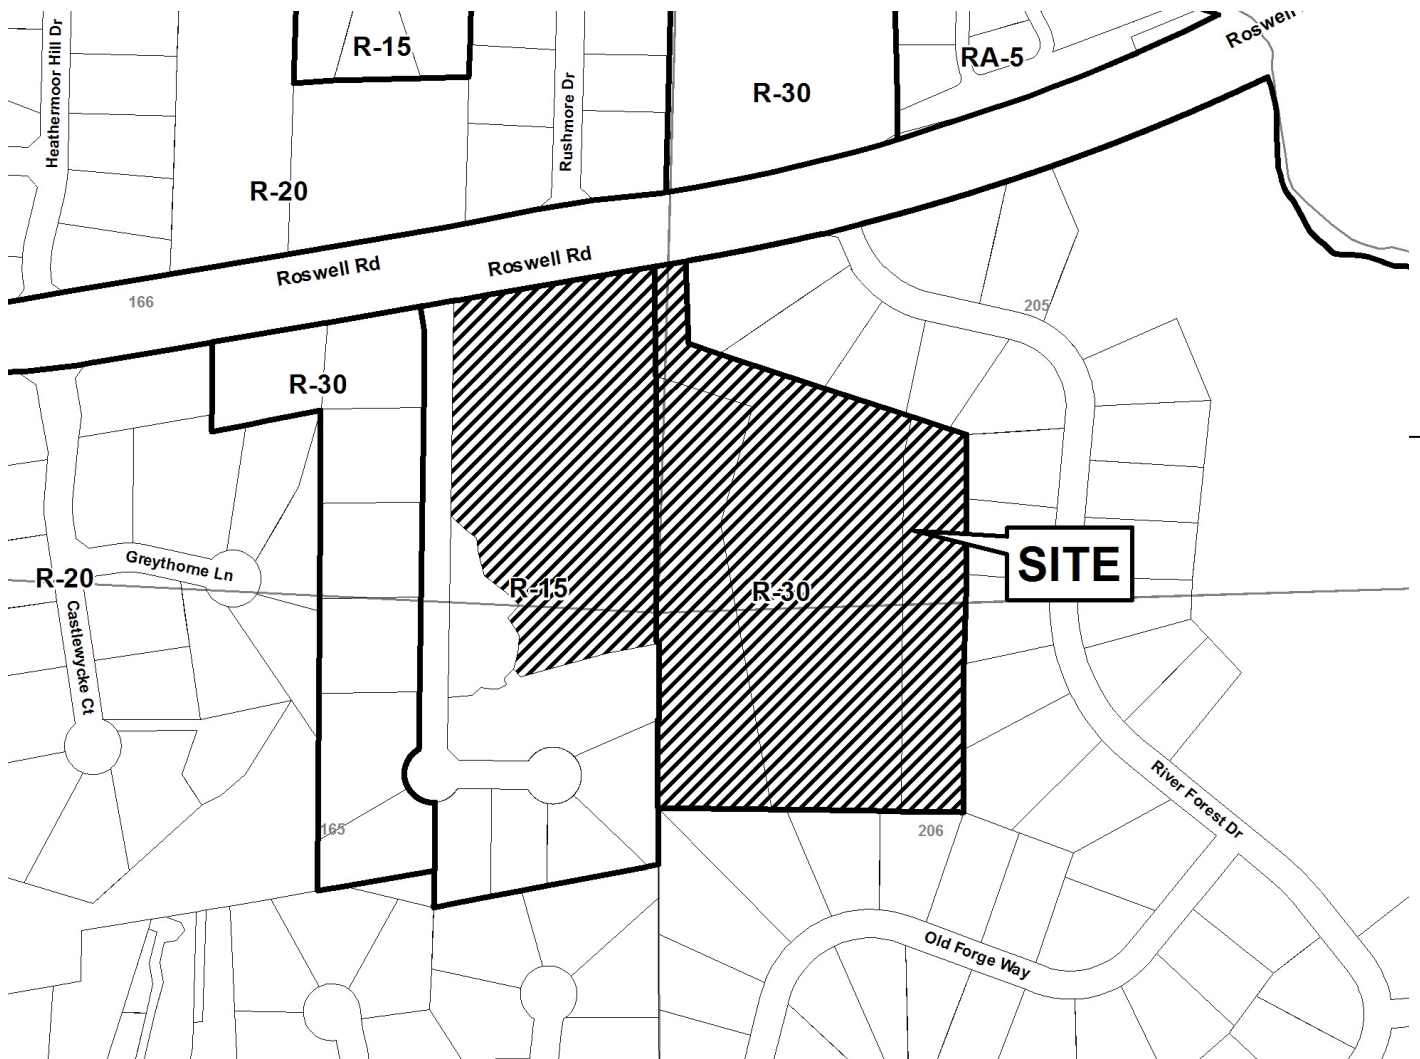 Heathermoor Hill Dr
R-15
Rushmore Dr
R-30
RA-5
Roswell
R-20
Roswell Rd
Roswell Rd
166
205
R-30
Greythorne Ln
R-20
R-15
R-30
SITE
Castlewycke Ct
165
206
River Forest Dr
Old Forge Way